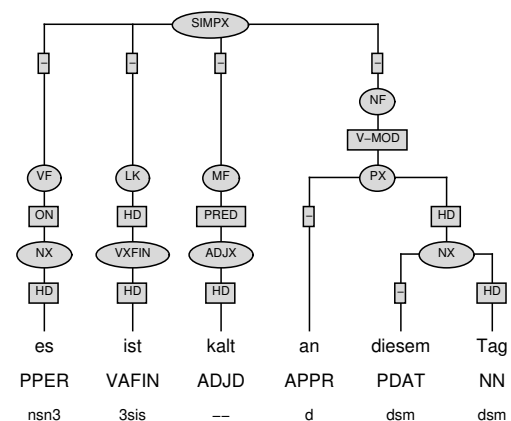 SIMPX
– – – –
NF
V–MOD
VF LK MF PX
ON HD PRED – HD
NX VXFIN ADJX NX
HD HD HD – HD
es ist kalt an diesem Tag
PPER VAFIN ADJD APPR PDAT NN
nsn3 3sis –– d dsm dsm